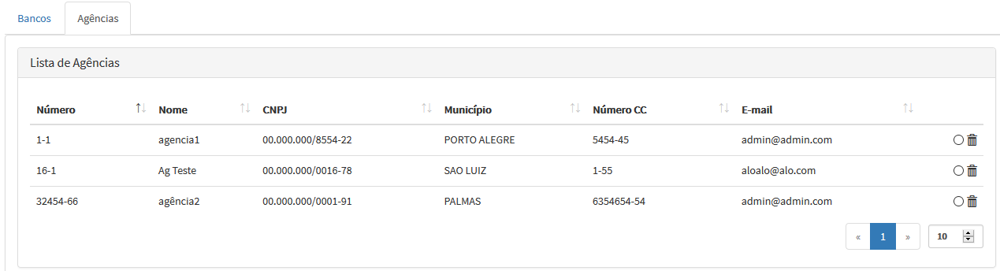 Bancos Agências
Lista de Agências
Número Nome CNPJ Município Número CC E-mail
1-1 agencia1 00.000.000/8554-22 PORTO ALEGRE 5454-45 admin@admin.com
16-1 Ag Teste 00.000.000/0016-78 SAO LUIZ 1-55 aloalo@alo.com
32454-66 agência2 00.000.000/0001-91 PALMAS 6354654-54 admin@admin.com
« 1 » 10